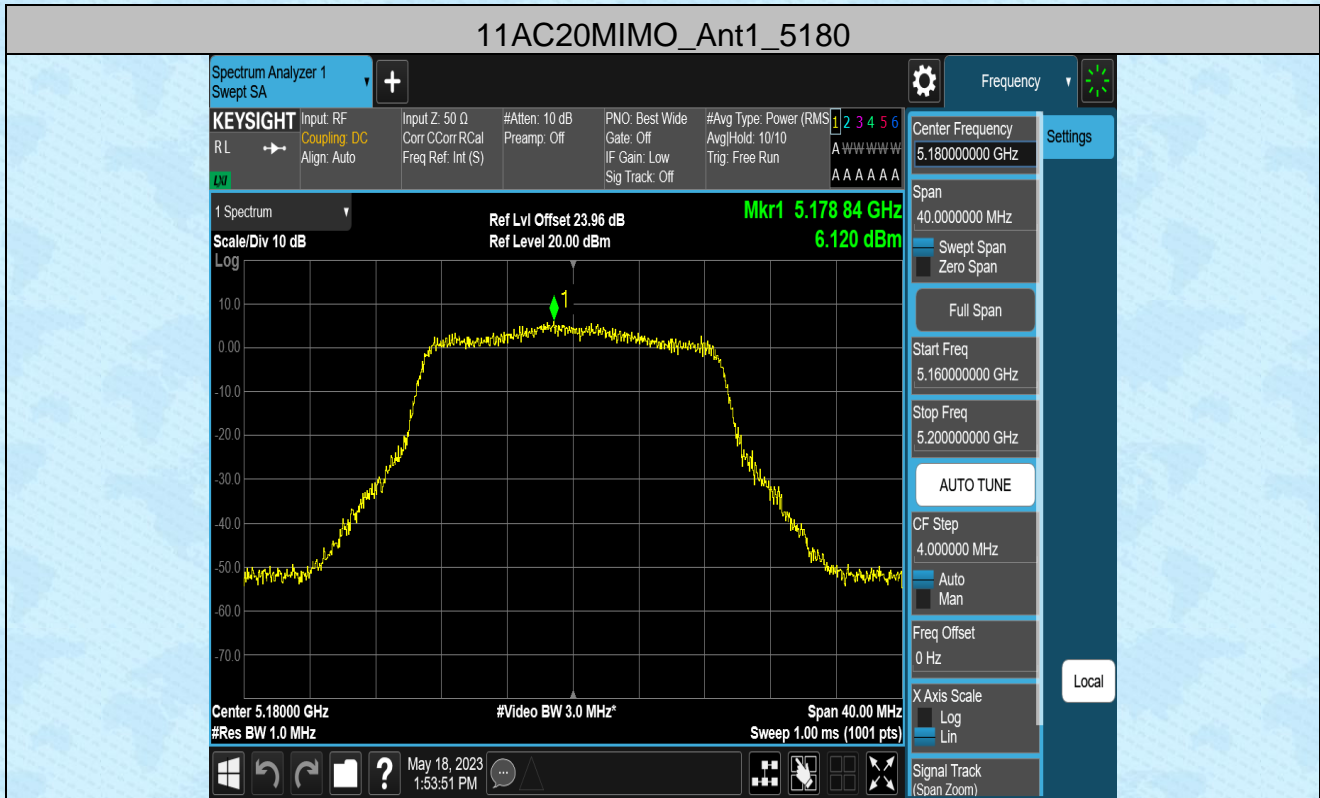 11AC20MIMO_Ant1_5180
Spectrum Analyzer 1
Swept SA
+
Frequency
KEYSIGHT
R L
LXI
Input: RF
Coupling: DC
Align: Auto
Input Z: 50 Ω
Corr CCorr RCal
Freq Ref: Int (S)
#Atten: 10 dB
Preamp: Off
PNO: Best Wide
Gate: Off
IF Gain: Low
Sig Track: Off
#Avg Type: Power (RMS
Avg|Hold: 10/10
Trig: Free Run
1 2 3 4 5 6
A W W W W W
A A A A A A
1 Spectrum
Scale/Div 10 dB
Log
Ref Lvl Offset 23.96 dB
Ref Level 20.00 dBm
Mkr1 5.178 84 GHz
6.120 dBm
1
10.0
0.00
-10.0
-20.0
-30.0
-40.0
-50.0
-60.0
-70.0
Center 5.18000 GHz
#Res BW 1.0 MHz
#Video BW 3.0 MHz*
Span 40.00 MHz
Sweep 1.00 ms (1001 pts)
Center Frequency
5.180000000 GHz
Settings
Span
40.0000000 MHz
Swept Span
Zero Span
Full Span
Start Freq
5.160000000 GHz
Stop Freq
5.200000000 GHz
AUTO TUNE
CF Step
4.000000 MHz
Auto
Man
Freq Offset
0 Hz
X Axis Scale
Log
Lin
Local
Signal Track
(Span Zoom)
?
May 18, 2023
1:53:51 PM